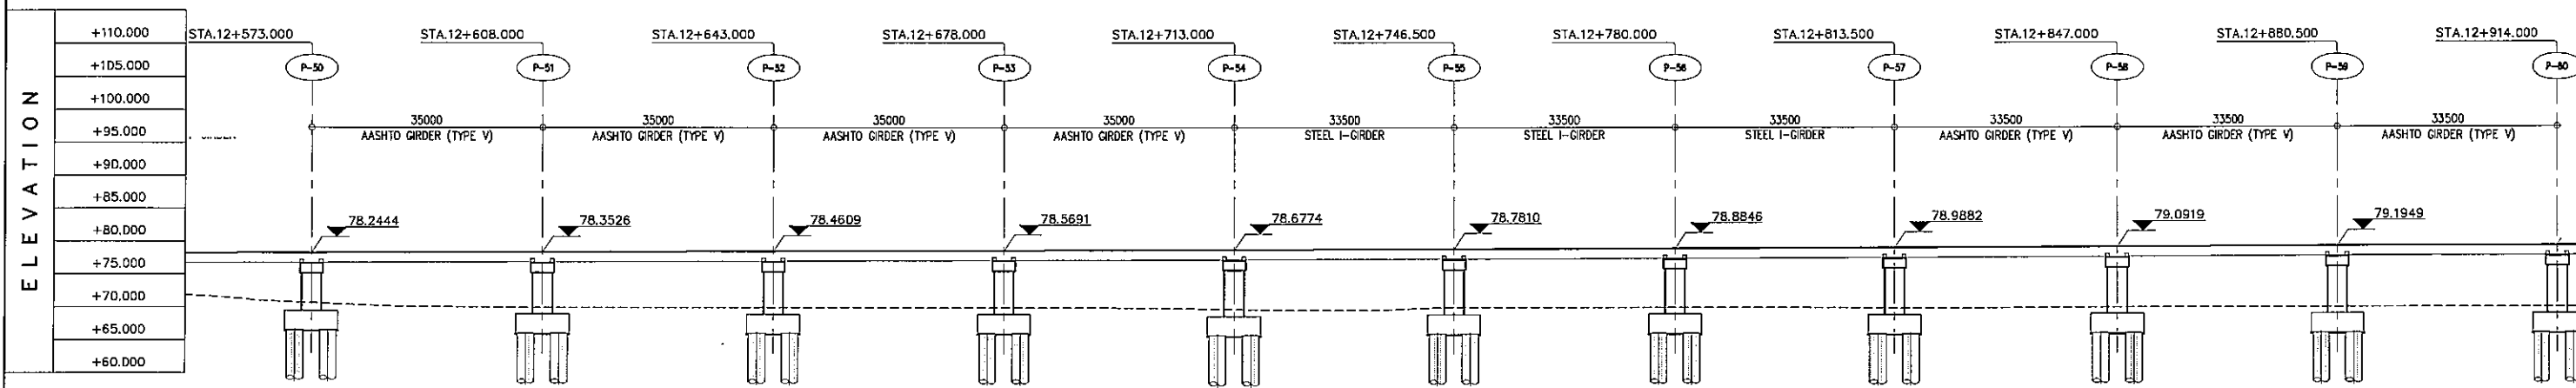 ELEVATION
+110.000
+105.000
+100.000
+95.000
+90.000
+85.000
+80.000
+75.000
+70.000
+65.000
+60.000
STA.12+573.000 STA.12+608.000 STA.12+643.000 STA.12+678.000 STA.12+713.000 STA.12+746.500 STA.12+780.000 STA.12+813.500 STA.12+847.000 STA.12+880.500 STA.12+914.000
P-50 P-51 P-52 P-53 P-54 P-55 P-56 P-57 P-58 P-59 P-60
35000 35000 35000 35000 33500 33500 33500 33500 33500 33500
AASHTO GIRDER (TYPE V) AASHTO GIRDER (TYPE V) AASHTO GIRDER (TYPE V) AASHTO GIRDER (TYPE V) STEEL I-GIRDER STEEL I-GIRDER STEEL I-GIRDER AASHTO GIRDER (TYPE V) AASHTO GIRDER (TYPE V) AASHTO GIRDER (TYPE V)
78.2444 78.3526 78.4609 78.5691 78.6774 78.7810 78.8846 78.9882 79.0919 79.1949